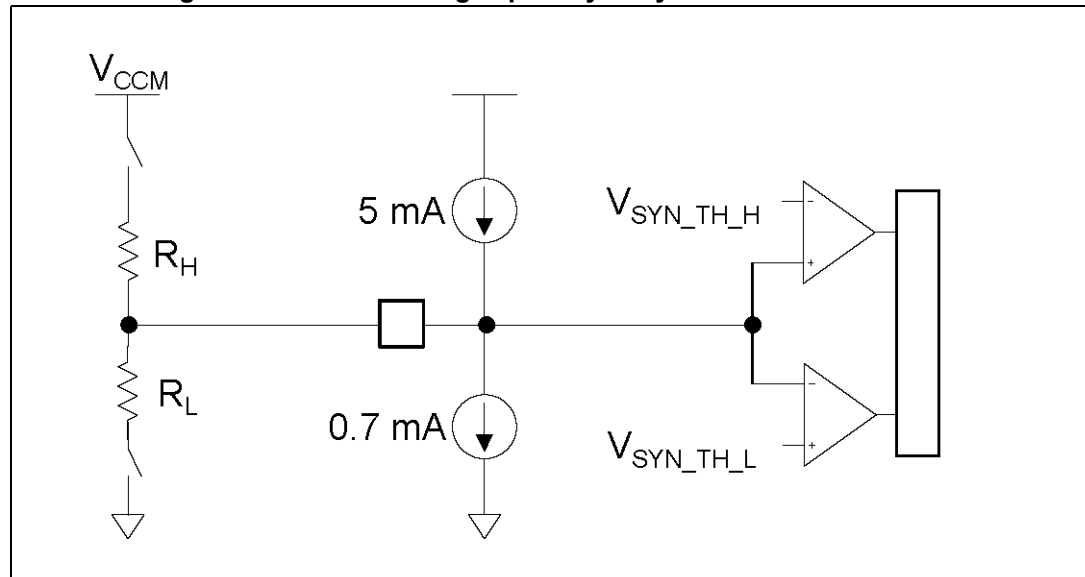 V_CCM
5 mA
V_SYN_TH_H
-
+
R_H
R_L
-
0.7 mA
V_SYN_TH_L
+